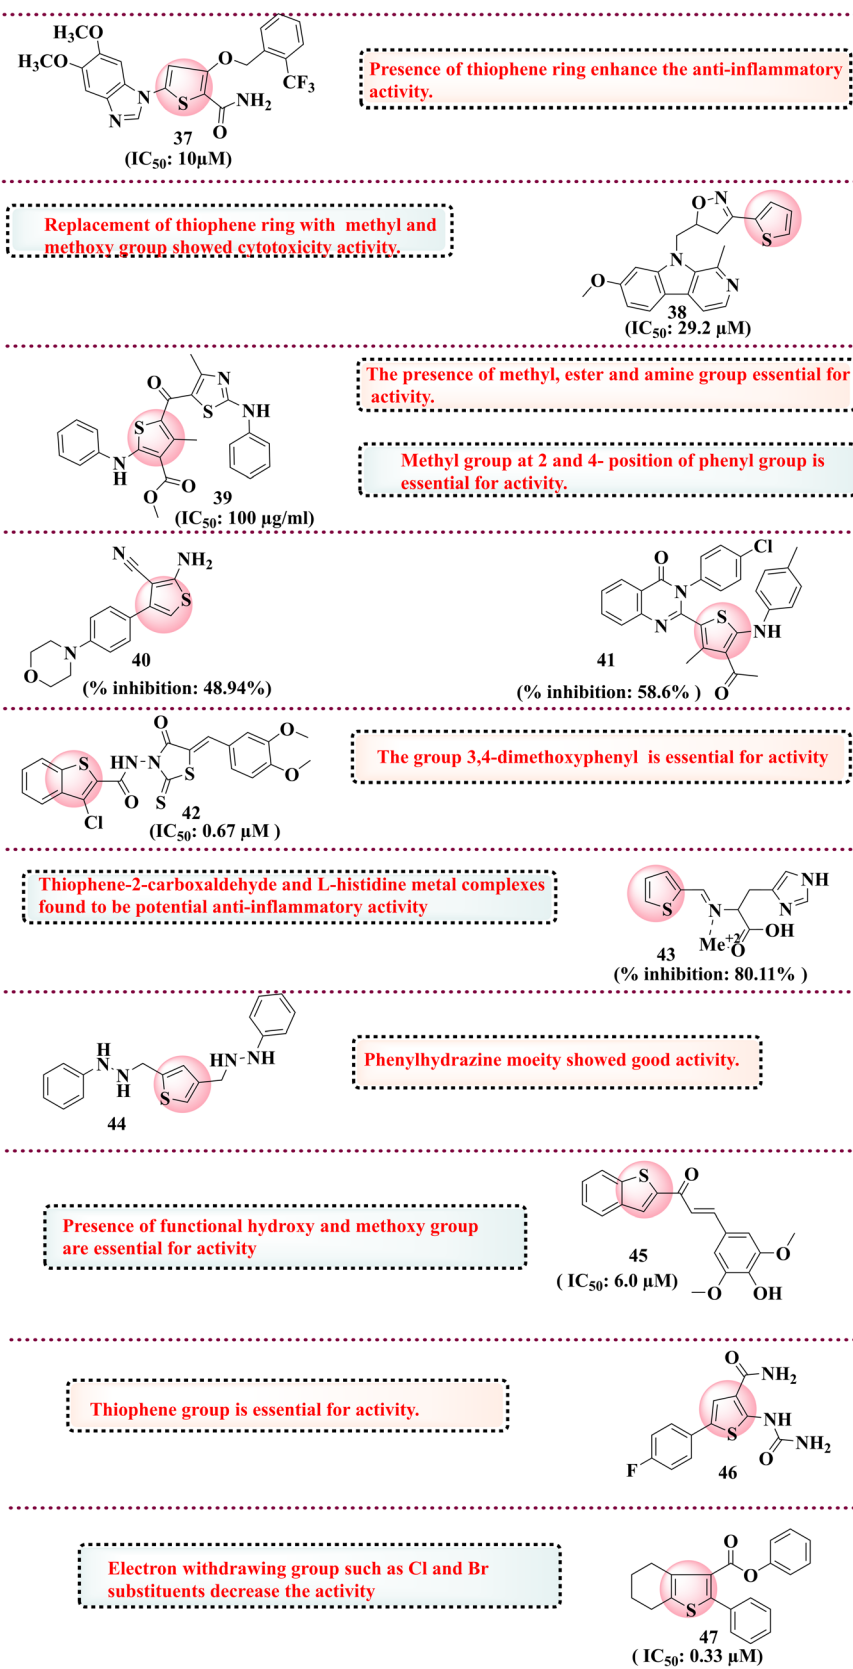 H3CO
H3CO
N
N
S
O
CF3
NH2
O
37
(IC50: 10µM)
Presence of thiophene ring enhance the anti-inflammatory
activity.
Replacement of thiophene ring with methyl and
methoxy group showed cytotoxicity activity.
O
N
S
N
N
O
38
(IC50: 29.2 µM)
O
N
S
NH
S
N
H
O
O
39
(IC50: 100 µg/ml)
The presence of methyl, ester and amine group essential for
activity.
Methyl group at 2 and 4- position of phenyl group is
essential for activity.
N
NH2
S
N
O
40
(% inhibition: 48.94%)
Cl
O
N
N
S
NH
O
41
(% inhibition: 58.6% )
S
Cl
O
HN
N
O
S
S
O
O
42
(IC50: 0.67 µM )
The group 3,4-dimethoxyphenyl is essential for activity
Thiophene-2-carboxaldehyde and L-histidine metal complexes
found to be potential anti-inflammatory activity
S
N
NH
N
OH
O
Me+2
43
(% inhibition: 80.11% )
H
N
N
H
S
HN
NH
44
Phenylhydrazine moeity showed good activity.
Presence of functional hydroxy and methoxy group
are essential for activity
S
O
O
O
OH
45
( IC50: 6.0 µM)
Thiophene group is essential for activity.
O
NH2
S
NH
O
NH2
F
46
Electron withdrawing group such as Cl and Br
substituents decrease the activity
O
O
S
47
( IC50: 0.33 µM)